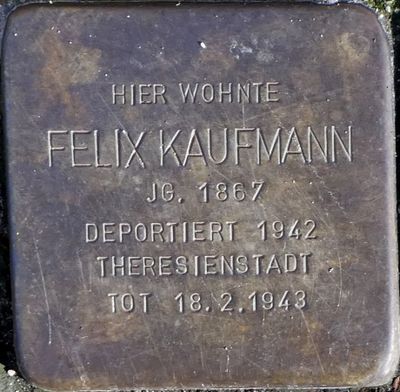 HIER WOHNTE
FELIX KAUFMANN
JG. 1867
DEPORTIERT 1942
THERESIENSTADT
TOT 18.2.1943